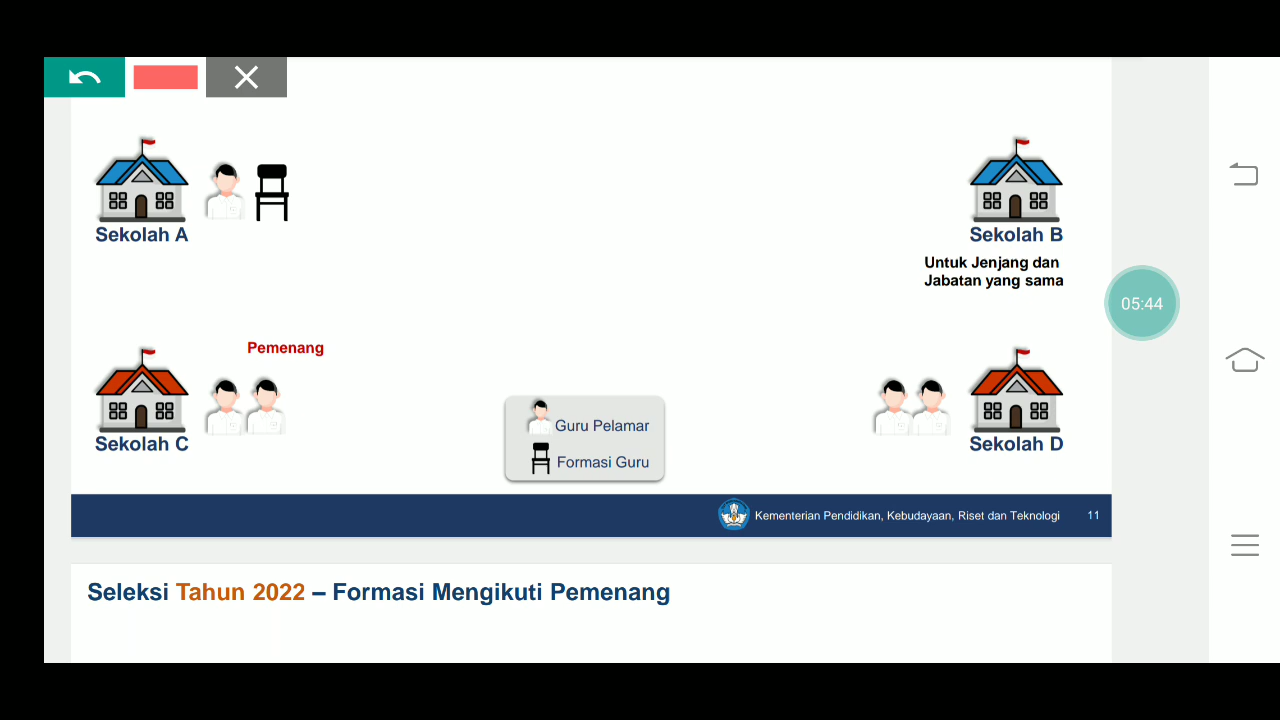 Sekolah A
Sekolah B
Untuk Jenjang dan
Jabatan yang sama
05:44
Pemenang
Sekolah C
Guru Pelamar
Formasi Guru
Sekolah D
Kementerian Pendidikan, Kebudayaan, Riset dan Teknologi 11
Seleksi Tahun 2022 – Formasi Mengikuti Pemenang